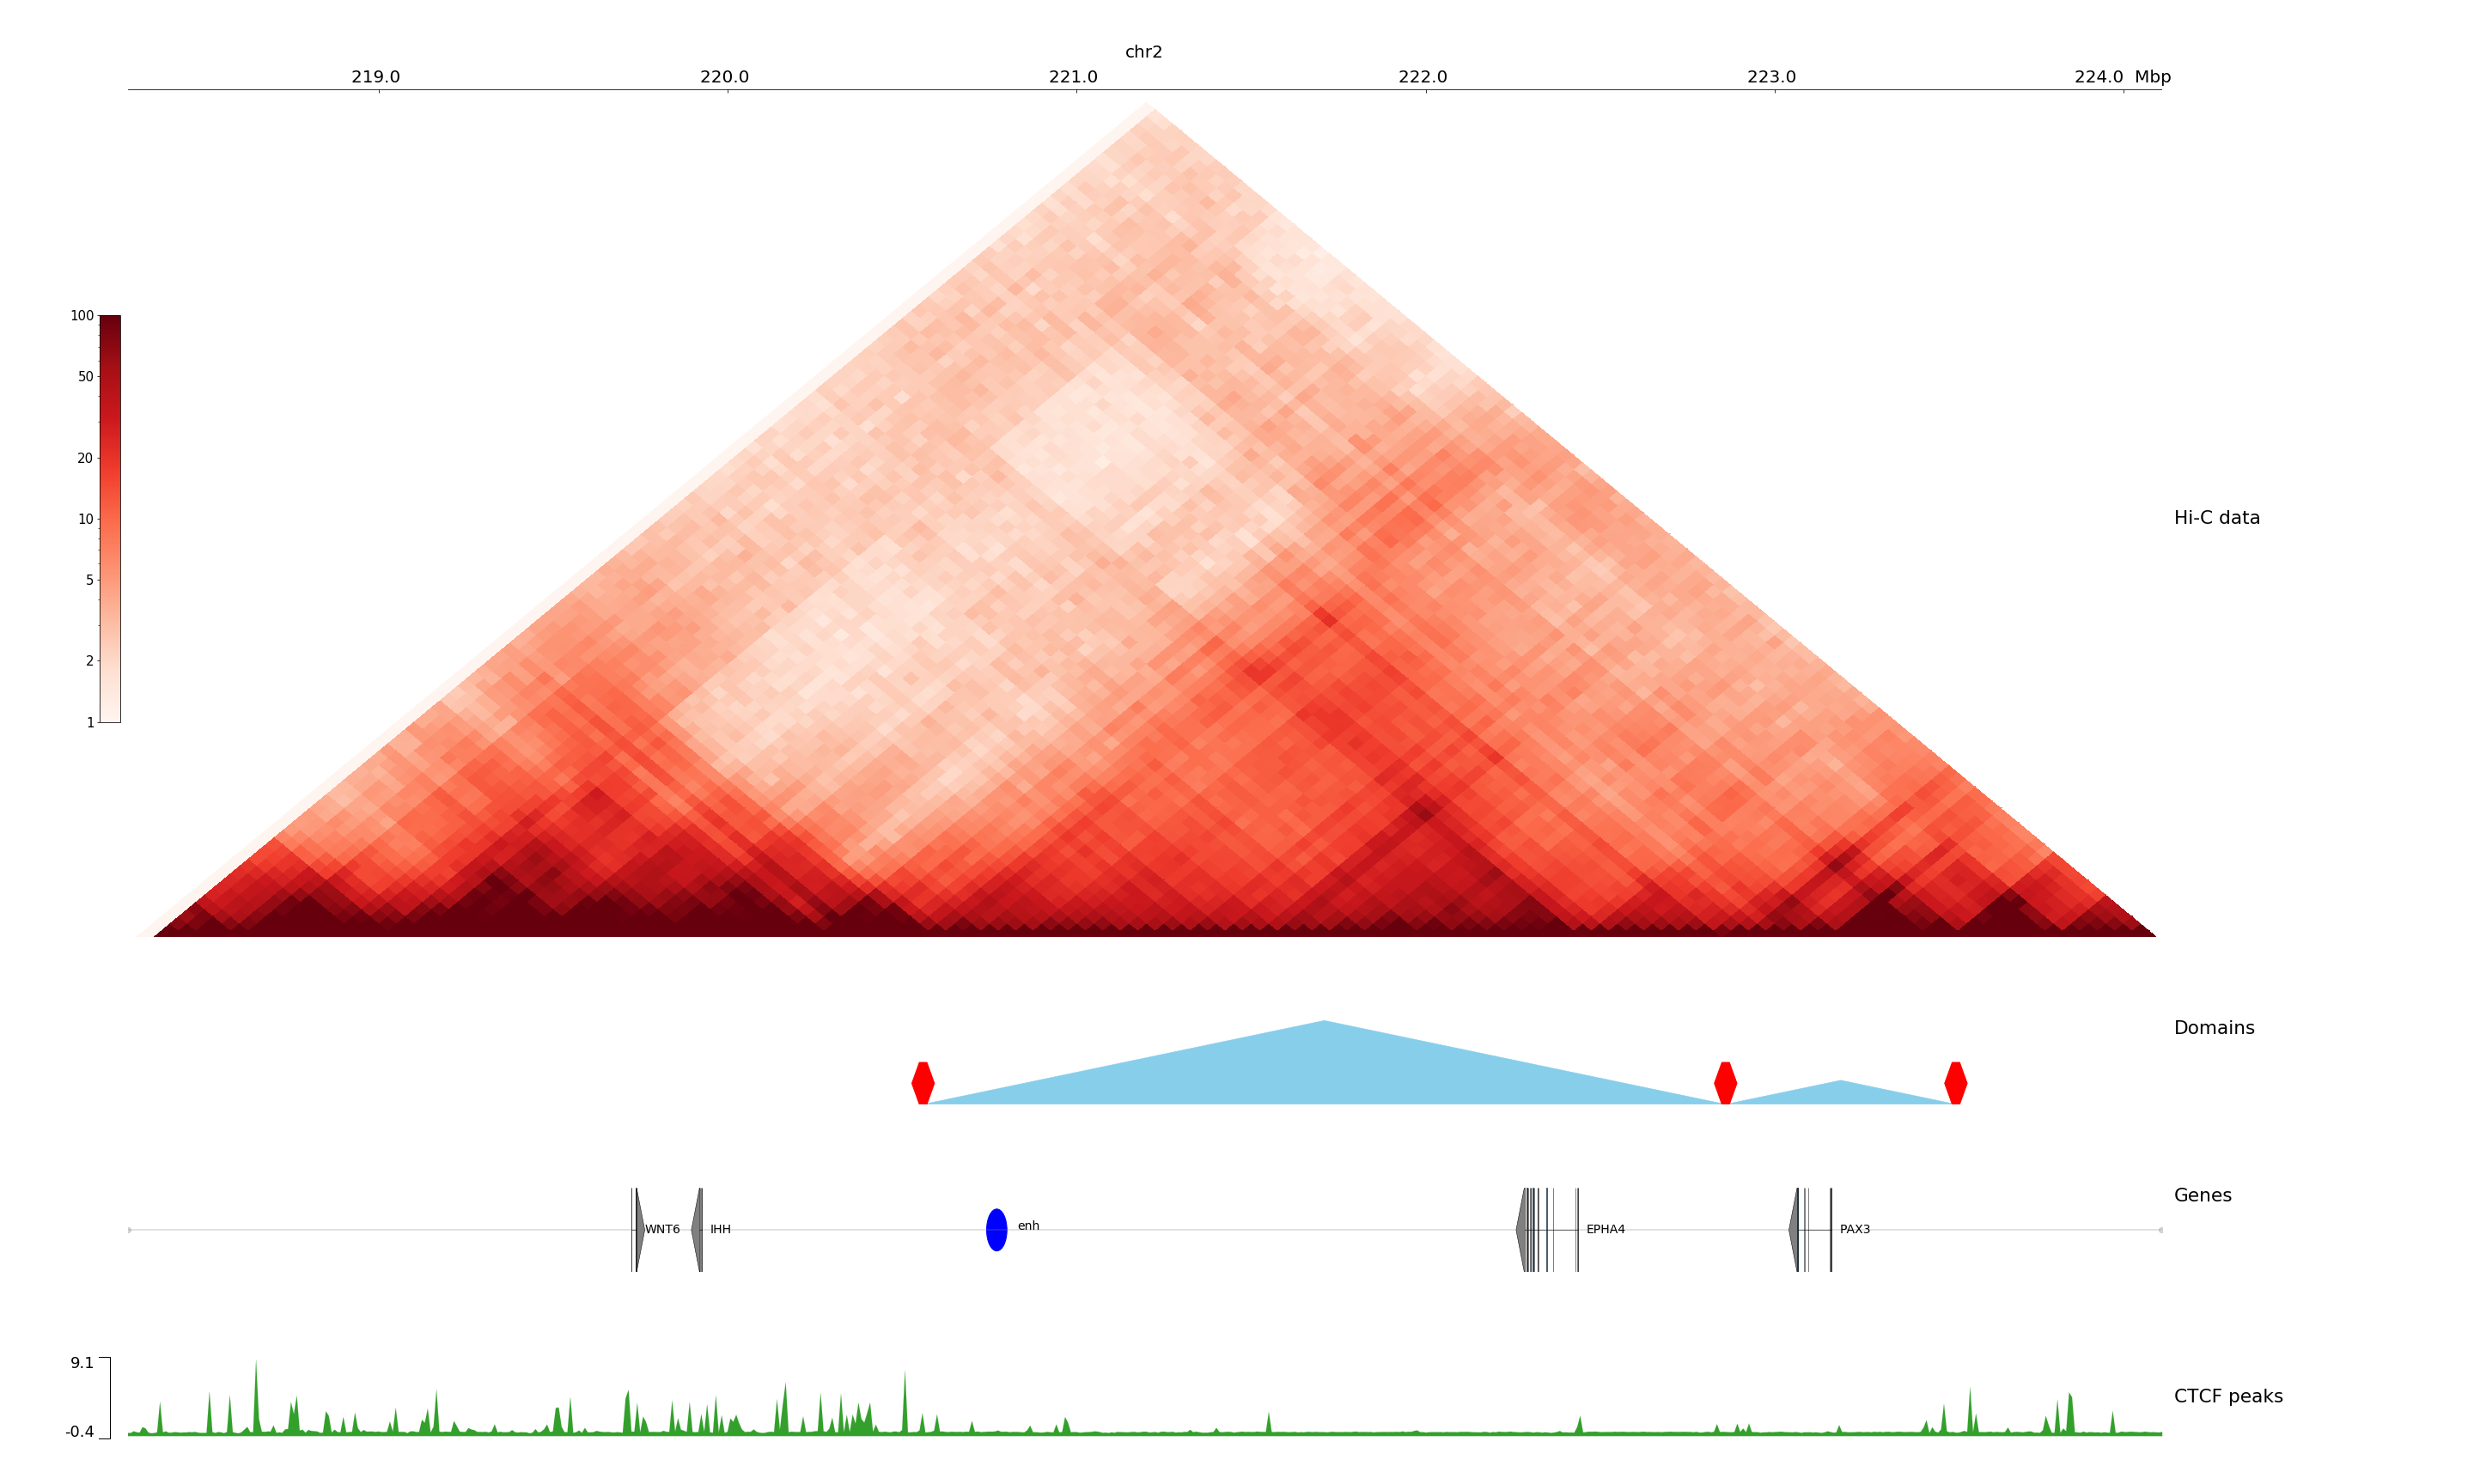 chr2
219.0 220.0 221.0 222.0 223.0 224.0 Mbp
100
50
20
10
5
2
1
Hi-C data
Domains
Genes
WNT6 IHH enh EPHA4 PAX3
9.1
-0.4
CTCF peaks